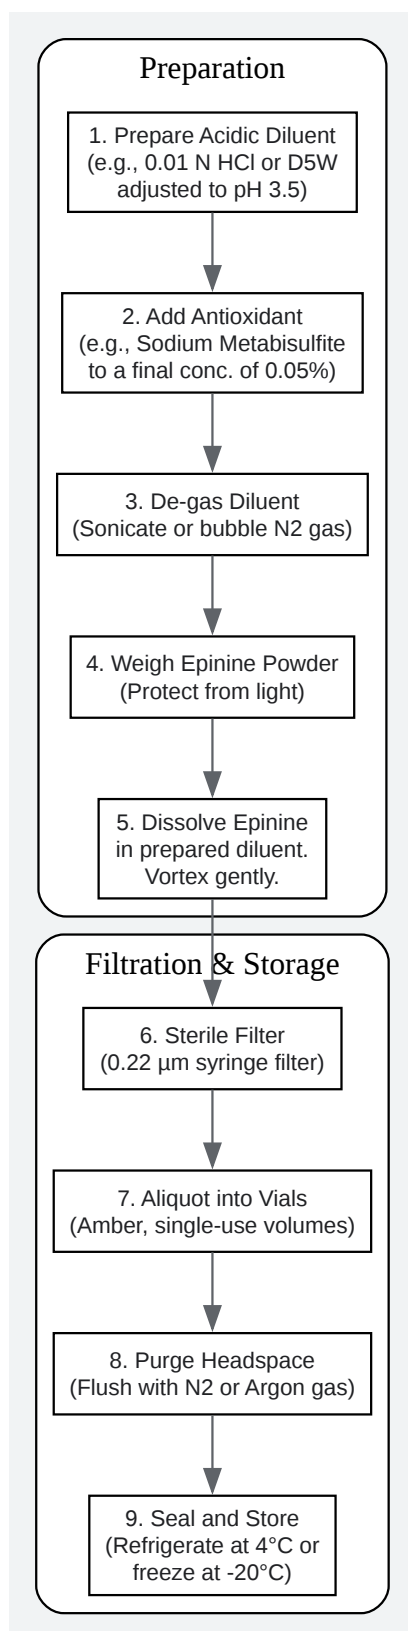 Preparation
1. Prepare Acidic Diluent
(e.g., 0.01 N HCl or D5W
adjusted to pH 3.5)
2. Add Antioxidant
(e.g., Sodium Metabisulfite
to a final conc. of 0.05%)
3. De-gas Diluent
(Sonicate or bubble N2 gas)
4. Weigh Epinine Powder
(Protect from light)
5. Dissolve Epinine
in prepared diluent.
Vortex gently.
Filtration & Storage
6. Sterile Filter
(0.22 µm syringe filter)
7. Aliquot into Vials
(Amber, single-use volumes)
8. Purge Headspace
(Flush with N2 or Argon gas)
9. Seal and Store
(Refrigerate at 4°C or
freeze at -20°C)